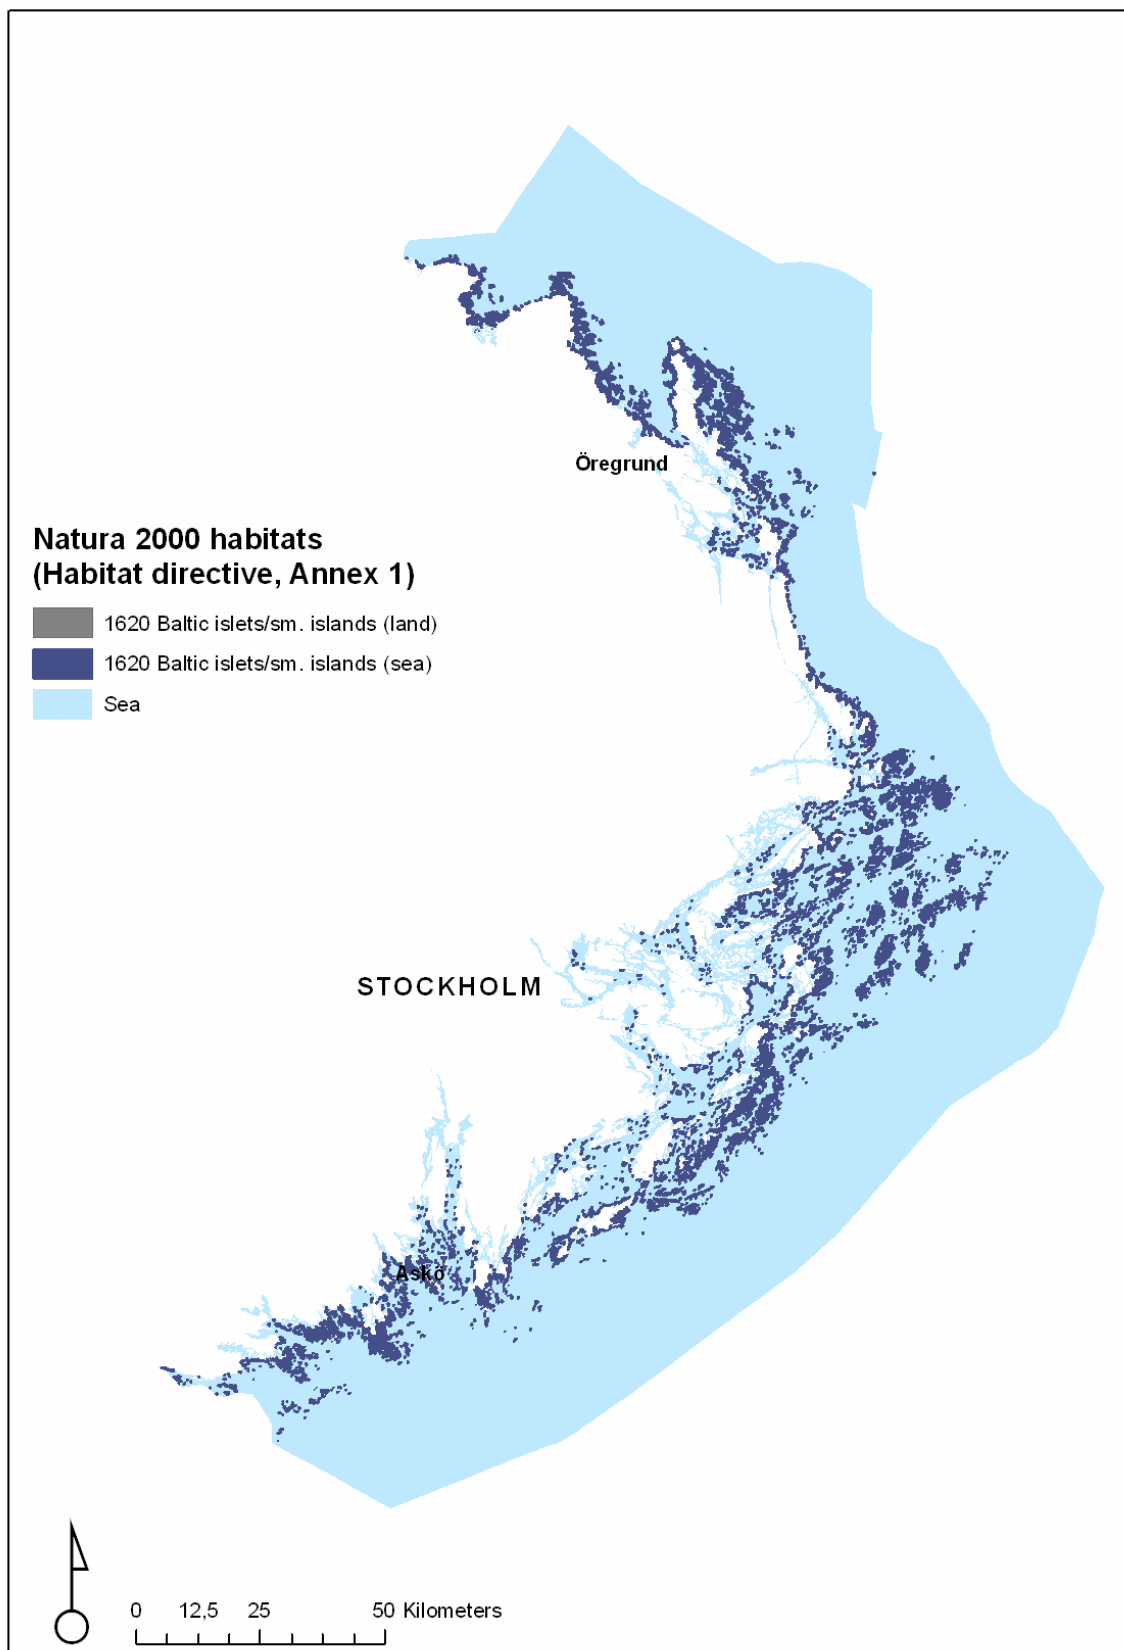 Öregrund
Natura 2000 habitats
(Habitat directive, Annex 1)
1620 Baltic islets/sm. islands (land)
1620 Baltic islets/sm. islands (sea)
Sea
STOCKHOLM
Askö
0 12,5 25 50 Kilometers